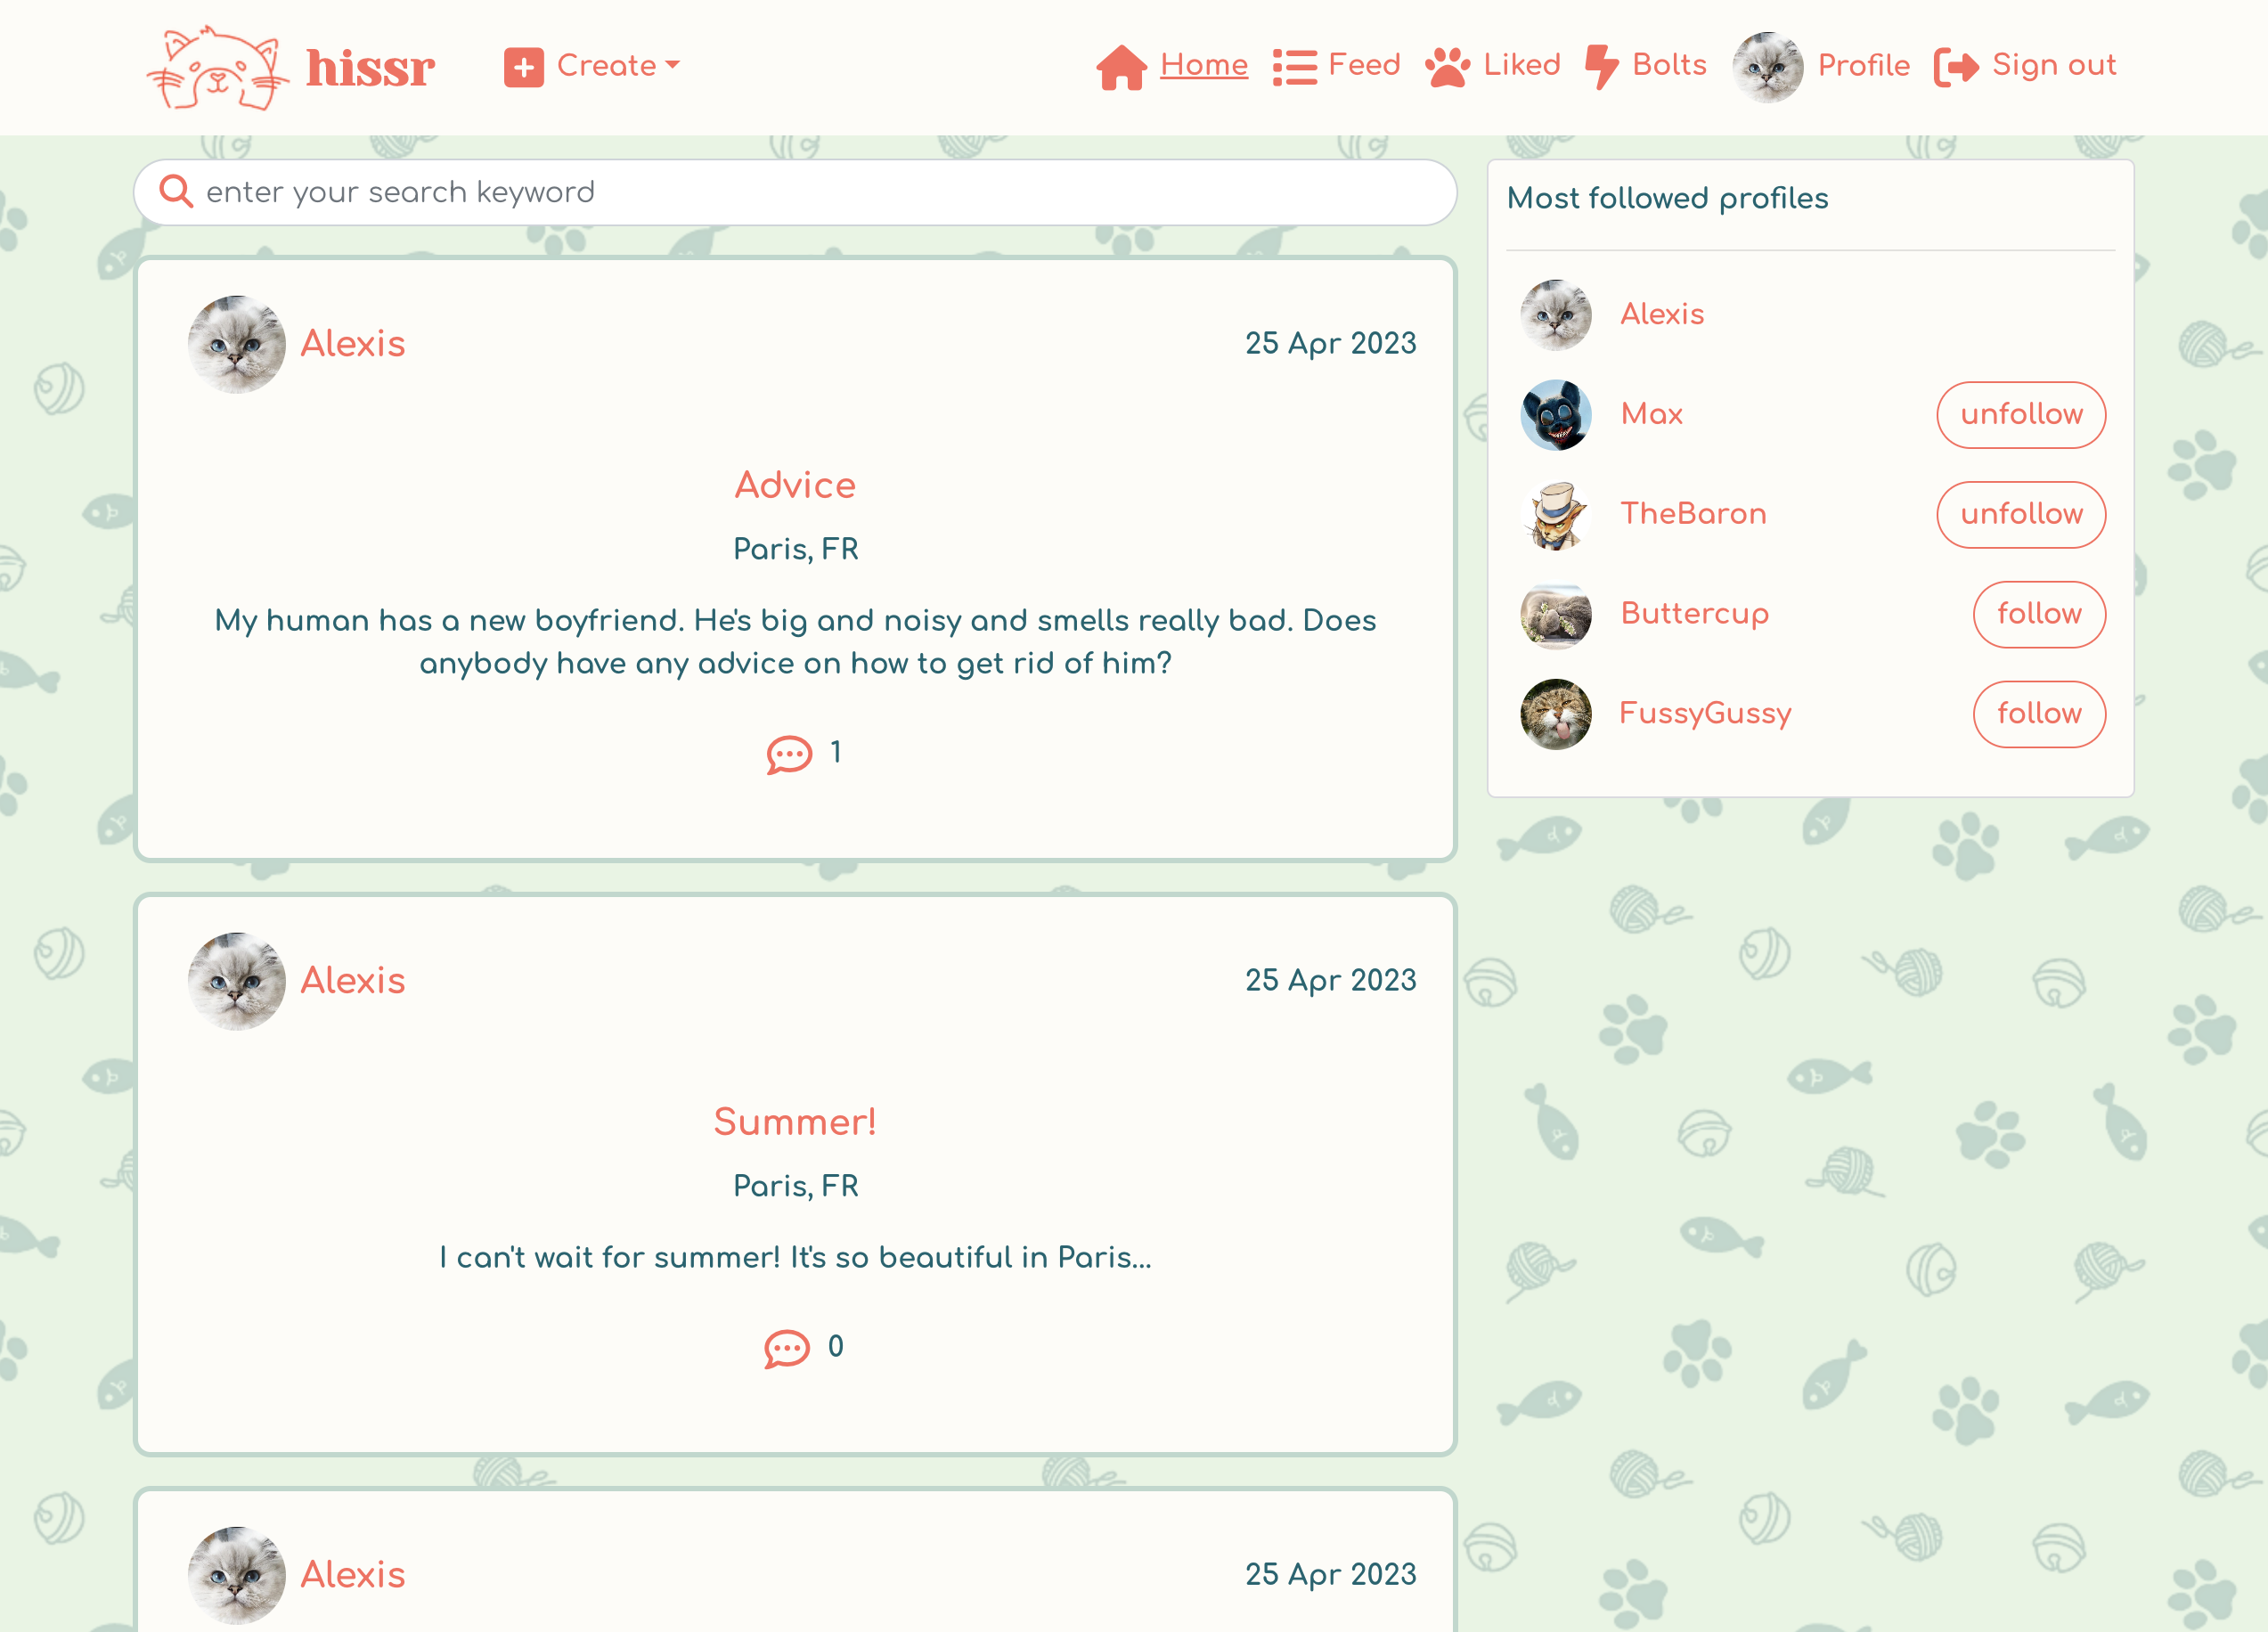 hissr
Create
Home
Feed
Liked
Bolts
Profile
Sign out
enter your search keyword
Alexis
25 Apr 2023
Advice
Paris, FR
My human has a new boyfriend. He's big and noisy and smells really bad. Does
anybody have any advice on how to get rid of him?
1
Alexis
25 Apr 2023
Summer!
Paris, FR
I can't wait for summer! It's so beautiful in Paris...
0
Alexis
25 Apr 2023
Most followed profiles
Alexis
Max
unfollow
TheBaron
unfollow
Buttercup
follow
FussyGussy
follow